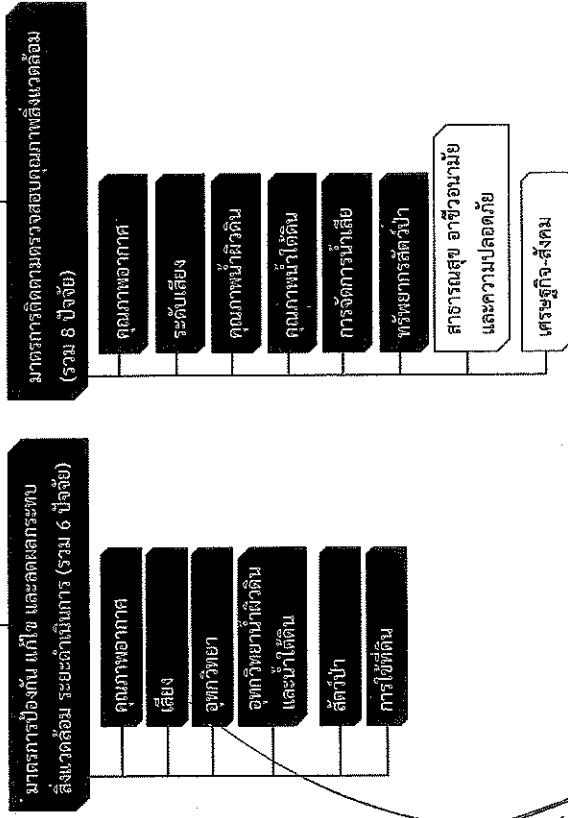 มาตรการป้องกัน แก้ไข และลดผลกระทบ
สิ่งแวดล้อม ระยะดำเนินการ (รวม 6 ปัจจัย)
คุณภาพอากาศ
เสียง
อุทกวิทยา
อุทกวิทยาน้ำผิวดิน
และน้ำใต้ดิน
สัตว์ป่า
การใช้ที่ดิน
มาตรการติดตามตรวจสอบคุณภาพสิ่งแวดล้อม
(รวม 8 ปัจจัย)
คุณภาพอากาศ
ระดับเสียง
คุณภาพน้ำผิวดิน
คุณภาพน้ำใต้ดิน
การจัดการน้ำเสีย
ทรัพยากรสัตว์ป่า
สาธารณสุข อาชีวอนามัย
และความปลอดภัย
เศรษฐกิจ-สังคม